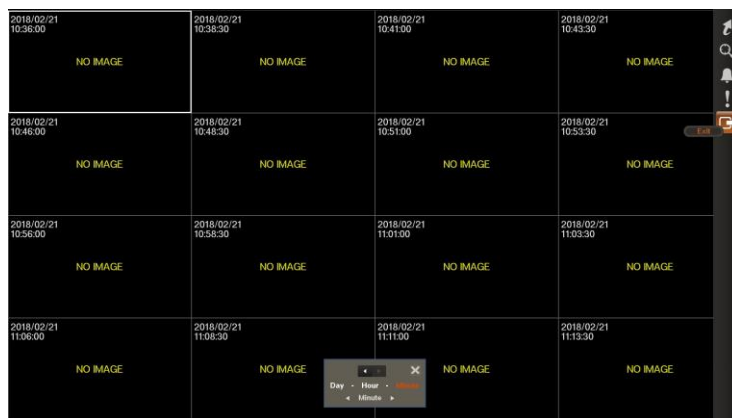 2018/02/21
10:36:00
NO IMAGE
2018/02/21
10:38:30
NO IMAGE
2018/02/21
10:41:00
NO IMAGE
2018/02/21
10:43:30
NO IMAGE
2018/02/21
10:46:00
NO IMAGE
2018/02/21
10:48:30
NO IMAGE
2018/02/21
10:51:00
NO IMAGE
2018/02/21
10:53:30
NO IMAGE
Exit
2018/02/21
10:56:00
NO IMAGE
2018/02/21
10:58:30
NO IMAGE
2018/02/21
11:01:00
NO IMAGE
2018/02/21
11:03:30
NO IMAGE
2018/02/21
11:06:00
NO IMAGE
2018/02/21
11:08:30
NO IMAGE
2018/02/21
11:11:00
NO IMAGE
2018/02/21
11:13:30
NO IMAGE
Day - Hour - Minute
Minute